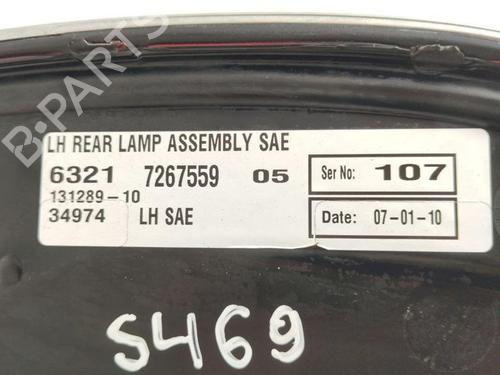 B-PARTS
LH REAR LAMP ASSEMBLY SAE
6321 7267559 05
131289-10
34974 LH SAE
Ser No: 107
Date: 07-01-10
S469